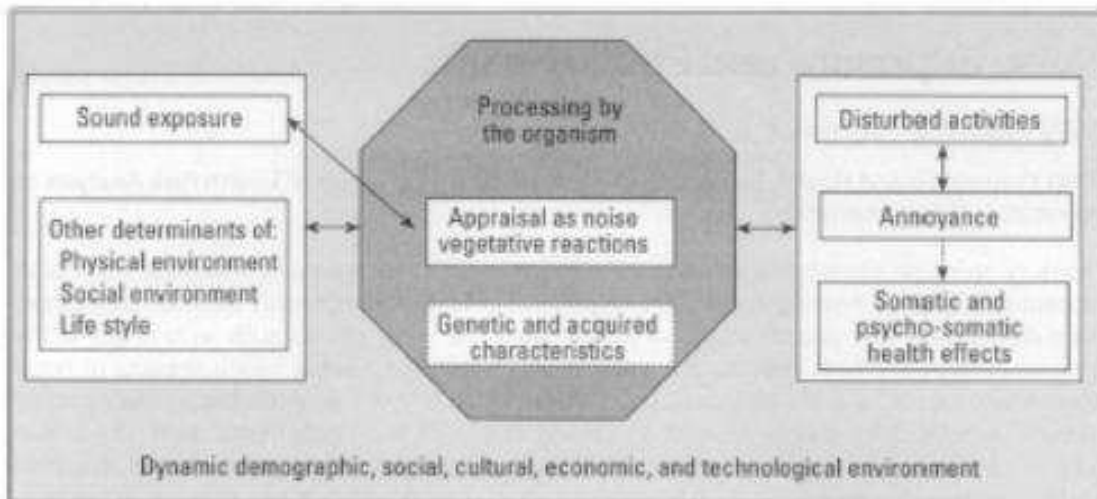 Sound exposure
Other determinants of:
Physical environment
Social environment
Life style
Processing by
the organism
Appraisal as noise
vegetative reactions
Genetic and acquired
characteristics
Disturbed activities
Annoyance
Somatic and
psycho-somatic
health effects
Dynamic demographic, social, cultural, economic, and technological environment